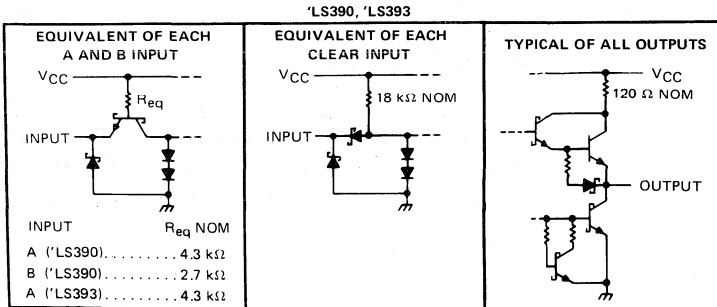 'LS390, 'LS393
EQUIVALENT OF EACH
A AND B INPUT
VCC
Req
INPUT
INPUT Req NOM
A ('LS390).........4.3 kΩ
B ('LS390).........2.7 kΩ
A ('LS393).........4.3 kΩ
EQUIVALENT OF EACH
CLEAR INPUT
VCC
18 kΩ NOM
INPUT
TYPICAL OF ALL OUTPUTS
VCC
120 Ω NOM
OUTPUT